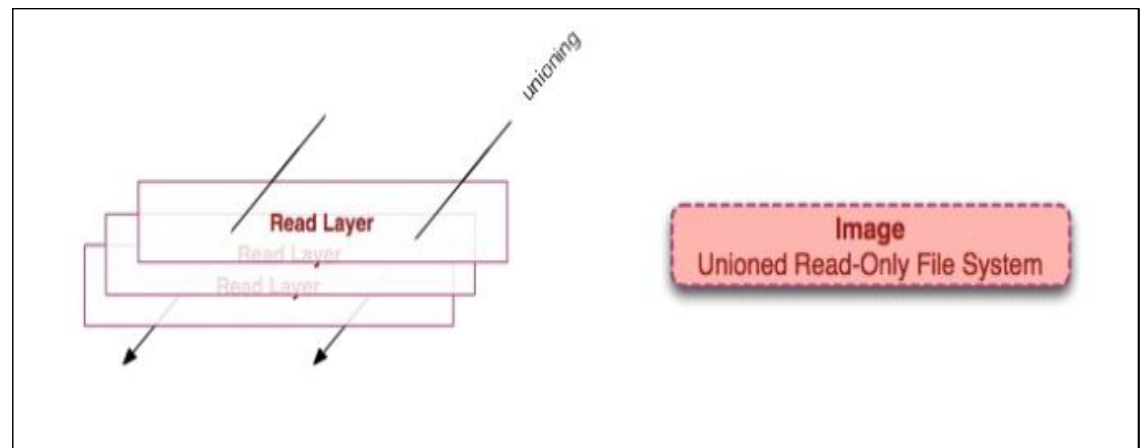 unioning
Read Layer
Read Layer
Read Layer
Image
Unioned Read-Only File System